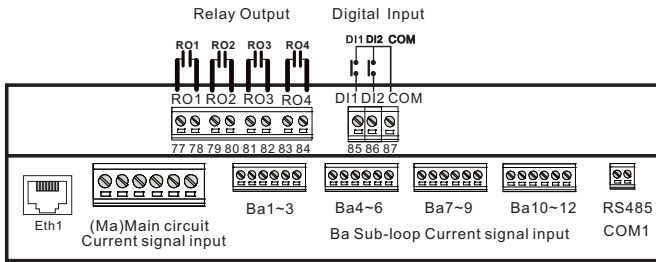 Relay Output Digital Input
RO1 RO2 RO3 RO4 DI1 DI2 COM
RO1 RO2 RO3 RO4 DI1 DI2 COM
77 78 79 80 81 82 83 84 85 86 87
Ba1~3 Ba4~6 Ba7~9 Ba10~12 RS485
Eth1 (Ma)Main circuit
Current signal input Ba Sub-loop Current signal input COM1